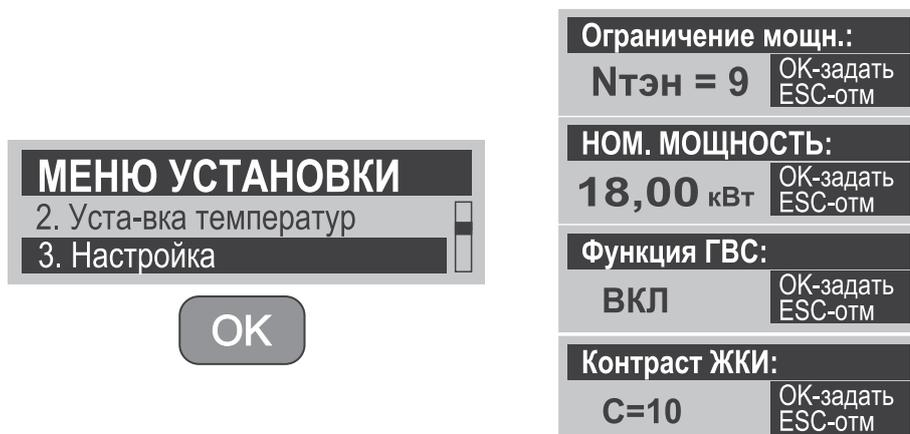 МЕНЮ УСТАНОВКИ
2. Уста-вка температур
3. Настройка
OK
Ограничение мощн.:
Nтэн = 9
OK-задать
ESC-отм
НОМ. МОЩНОСТЬ:
18,00 кВт
OK-задать
ESC-отм
Функция ГВС:
ВКЛ
OK-задать
ESC-отм
Контраст ЖКИ:
C=10
OK-задать
ESC-отм